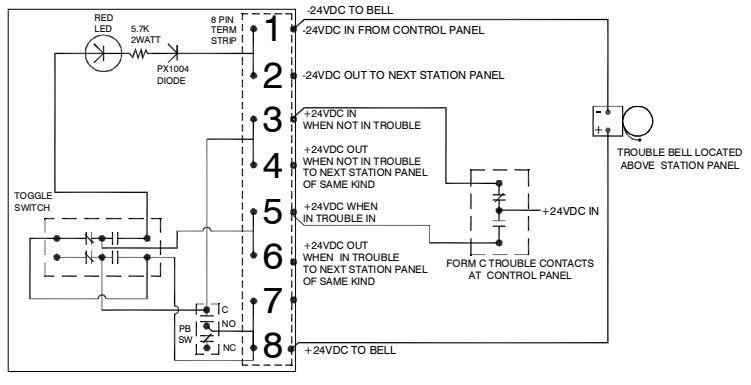 -24VDC TO BELL
RED
LED
5.7K
2WATT
PX1004
DIODE
8 PIN
TERM
STRIP
1
-24VDC IN FROM CONTROL PANEL
2
-24VDC OUT TO NEXT STATION PANEL
3
+24VDC IN
WHEN NOT IN TROUBLE
4
+24VDC OUT
WHEN NOT IN TROUBLE
TO NEXT STATION PANEL
OF SAME KIND
5
+24VDC WHEN
IN TROUBLE IN
6
+24VDC OUT
WHEN IN TROUBLE
TO NEXT STATION PANEL
OF SAME KIND
7
8
+24VDC TO BELL
TOGGLE
SWITCH
PB
SW
C
NO
NC
-
+
TROUBLE BELL LOCATED
ABOVE STATION PANEL
+24VDC IN
FORM C TROUBLE CONTACTS
AT CONTROL PANEL